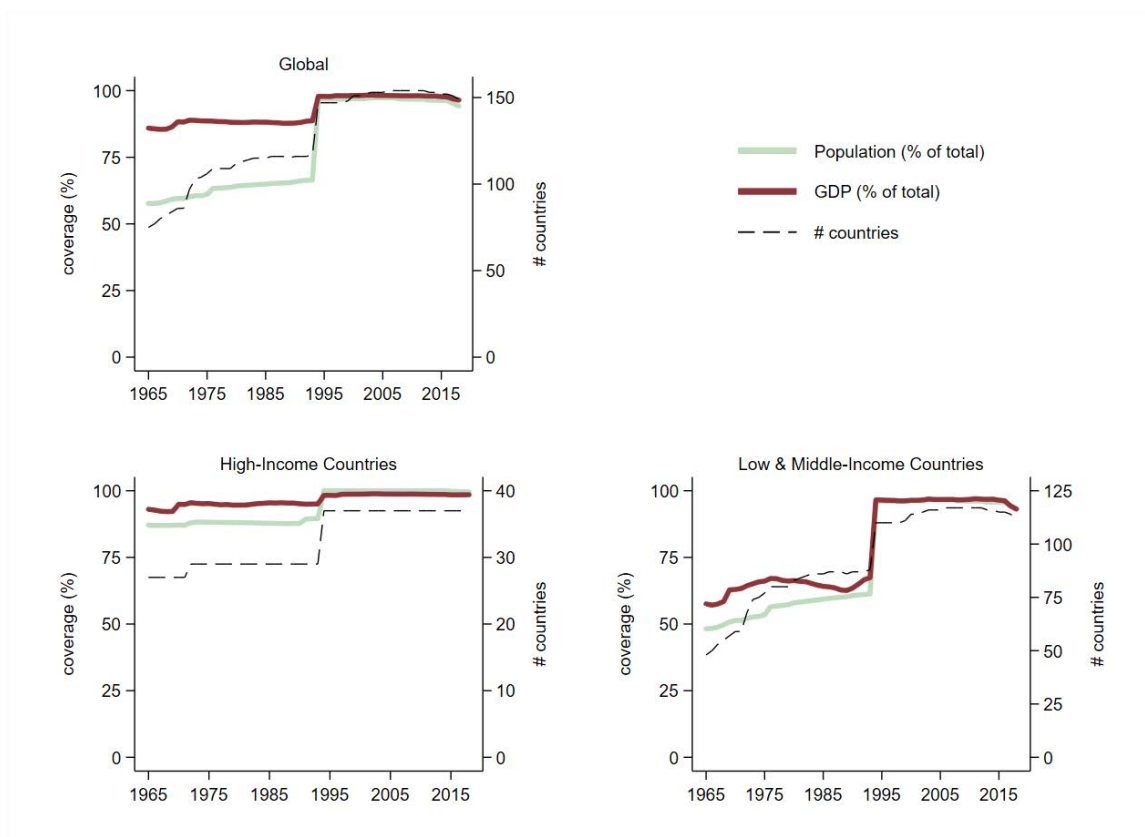 Global
100
75
50
25
0
coverage (%)
150
100
50
0
# countries
1965 1975 1985 1995 2005 2015
Population (% of total)
GDP (% of total)
# countries
High-Income Countries
100
75
50
25
0
coverage (%)
40
30
20
10
0
# countries
1965 1975 1985 1995 2005 2015
Low & Middle-Income Countries
100
75
50
25
0
coverage (%)
125
100
75
50
25
0
# countries
1965 1975 1985 1995 2005 2015